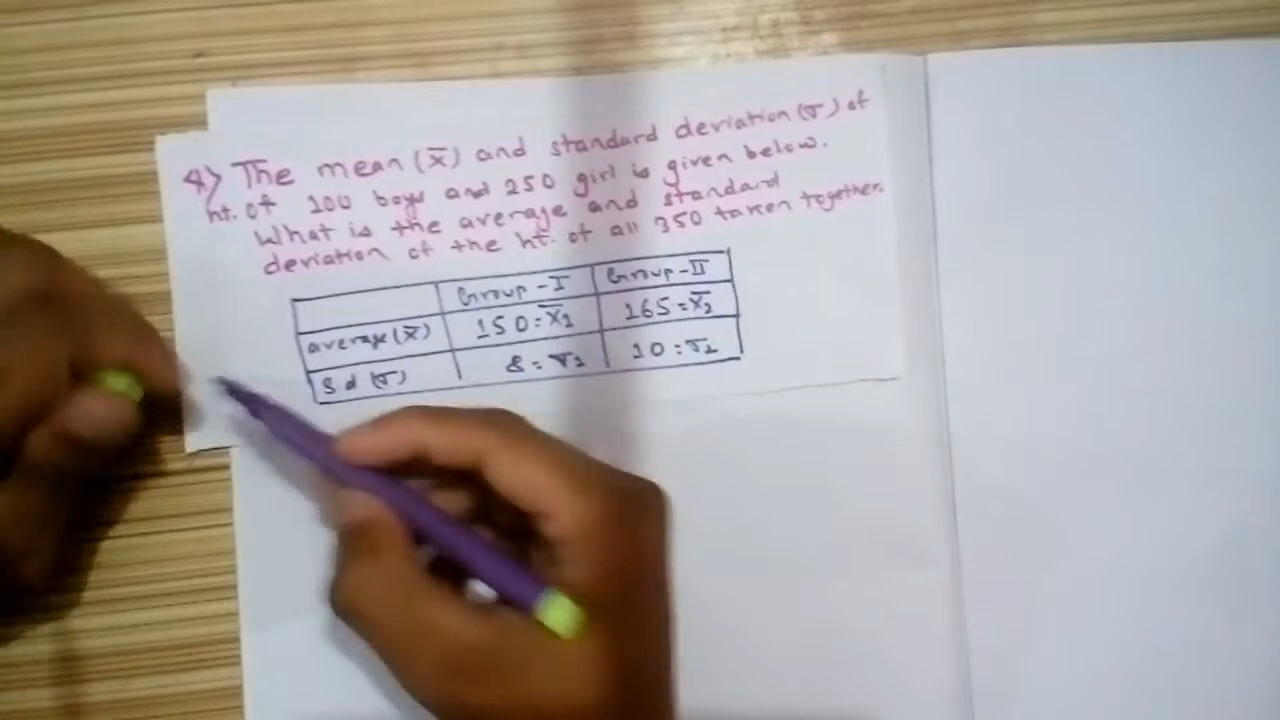 4) The mean (x̄) and standard deviation (σ) of
ht. of 100 boys and 250 girl is given below.
What is the average and standard
deviation of the ht. of all 350 taken together.
Group-I Group-II
average(x̄) 150=x̄1 165=x̄2
Sd(σ) 8=σ1 10=σ2